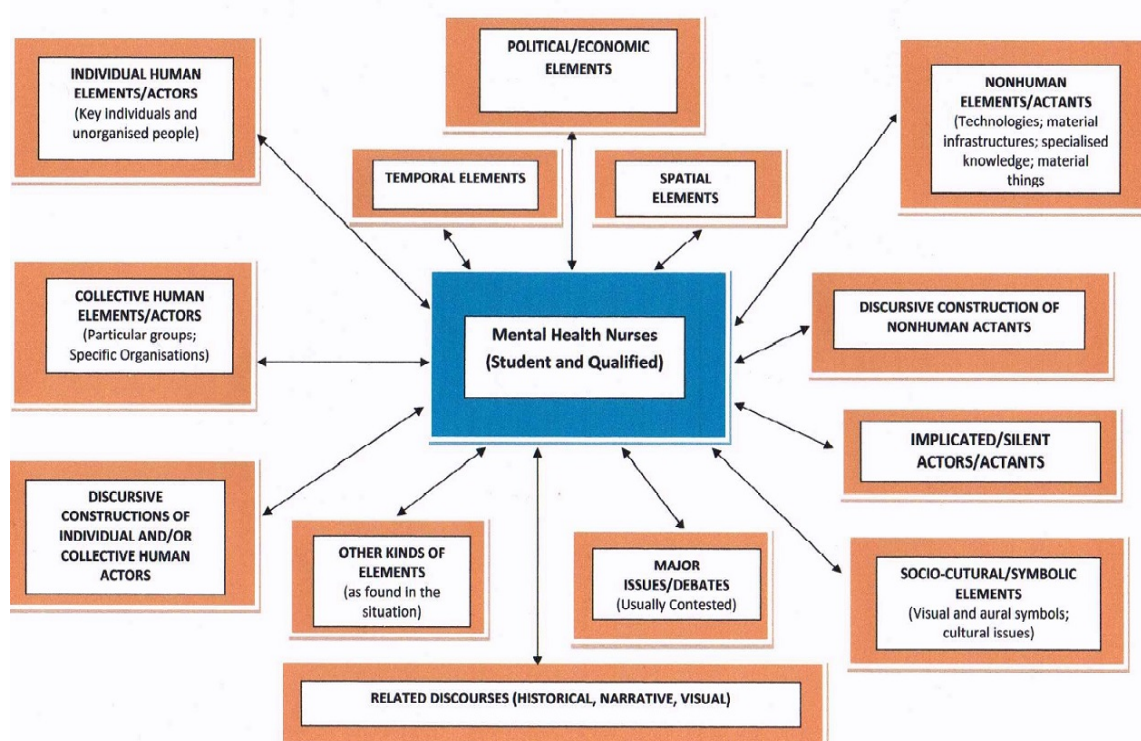 POLITICAL/ECONOMIC
ELEMENTS
INDIVIDUAL HUMAN
ELEMENTS/ACTORS
(Key individuals and
unorganised people)
NONHUMAN
ELEMENTS/ACTANTS
(Technologies; material
infrastructures; specialised
knowledge; material
things
TEMPORAL ELEMENTS
SPATIAL
ELEMENTS
COLLECTIVE HUMAN
ELEMENTS/ACTORS
(Particular groups;
Specific Organisations)
Mental Health Nurses
(Student and Qualified)
DISCURSIVE CONSTRUCTION OF
NONHUMAN ACTANTS
IMPLICATED/SILENT
ACTORS/ACTANTS
DISCURSIVE
CONSTRUCTIONS OF
INDIVIDUAL AND/OR
COLLECTIVE HUMAN
ACTORS
OTHER KINDS OF
ELEMENTS
(as found in the
situation)
MAJOR
ISSUES/DEBATES
(Usually Contested)
SOCIO-CUTURAL/SYMBOLIC
ELEMENTS
(Visual and aural symbols;
cultural issues)
RELATED DISCOURSES (HISTORICAL, NARRATIVE, VISUAL)